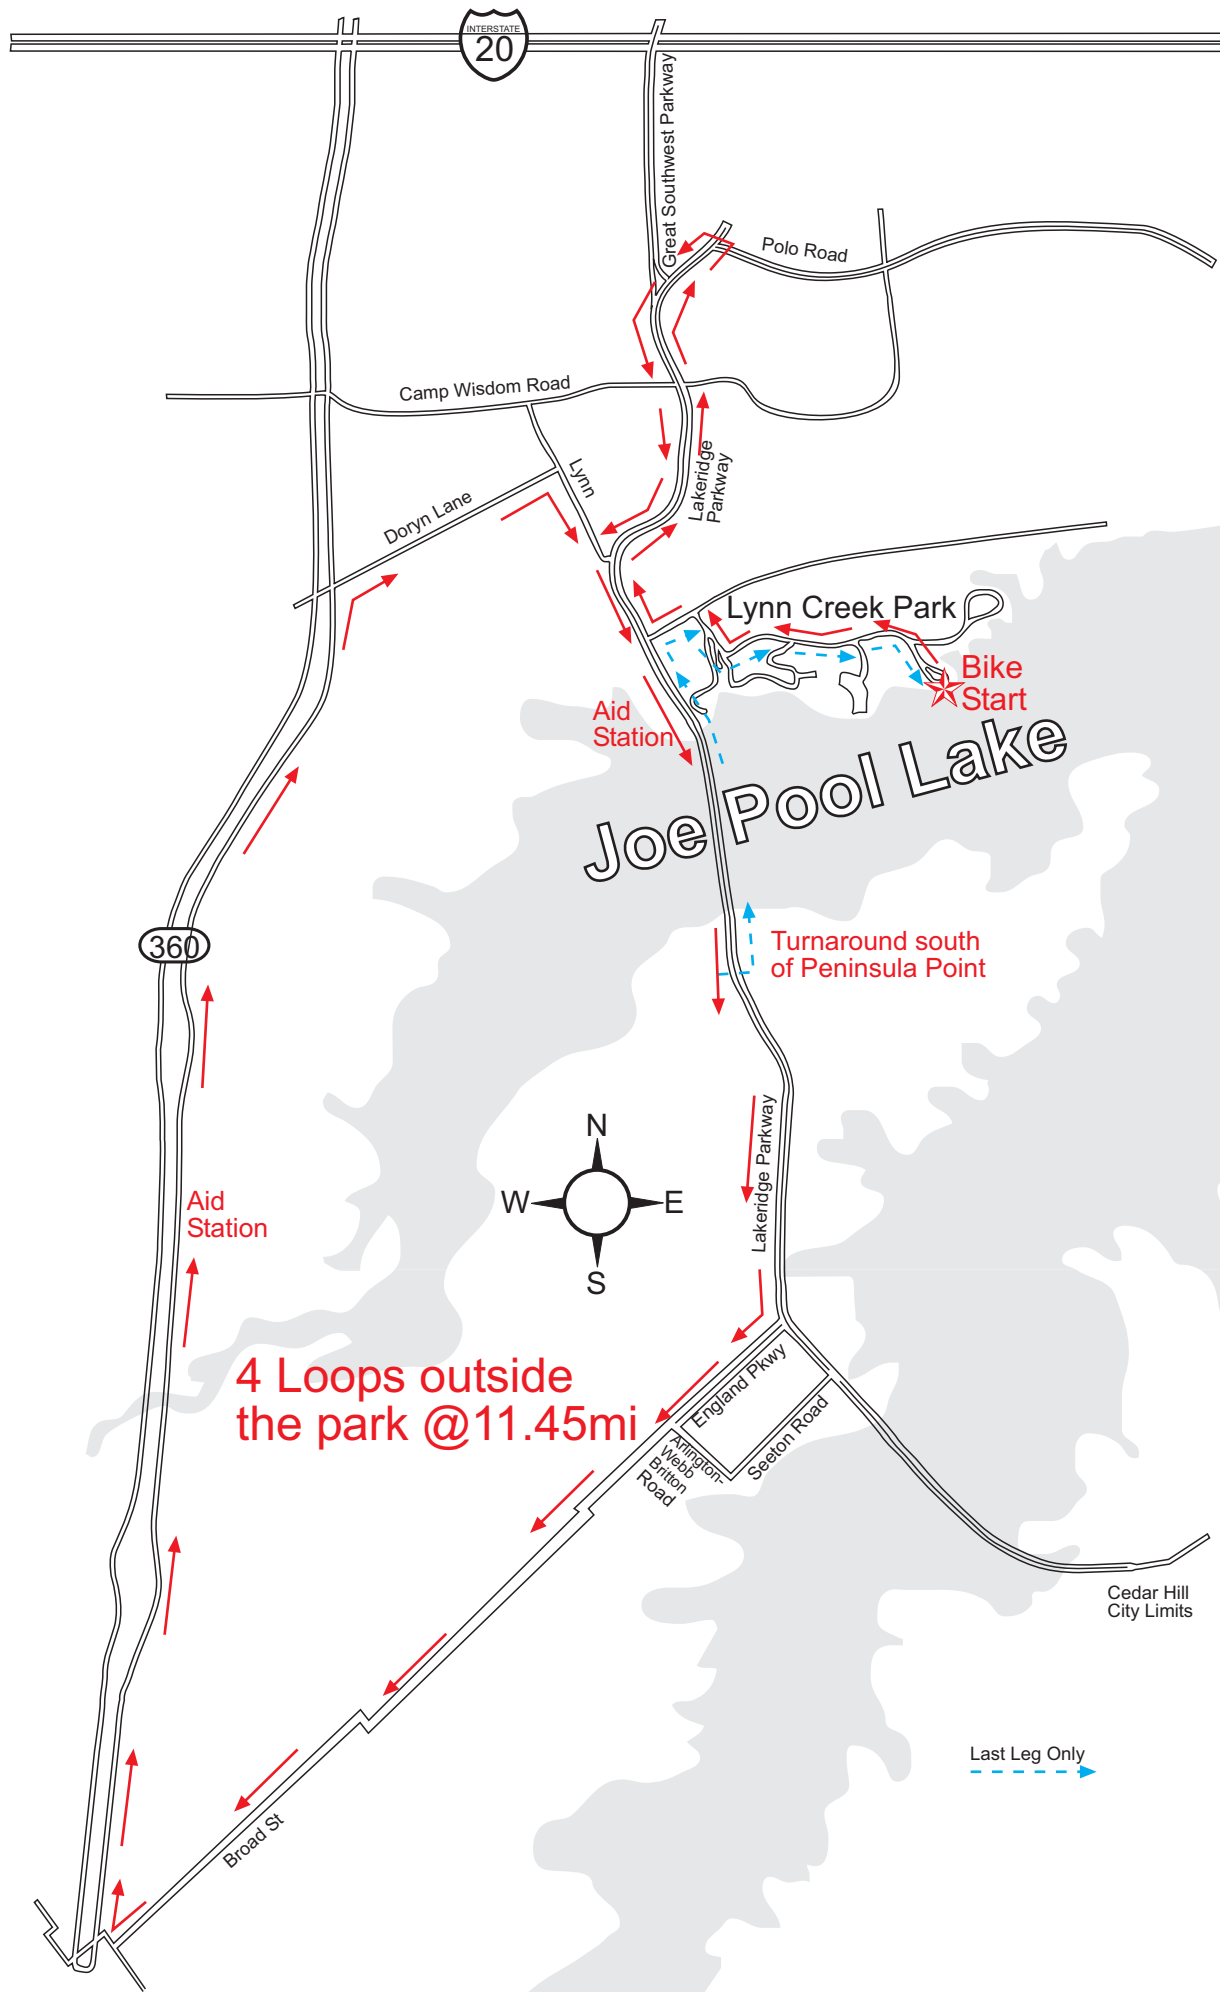 INTERSTATE
20
Great Southwest Parkway
Polo Road
Camp Wisdom Road
Lynn
Doryn Lane
Lakeridge
Parkway
Lynn Creek Park
Bike
Start
Aid
Station
Joe Pool Lake
360
Turnaround south
of Peninsula Point
N
W
E
S
Lakeridge Parkway
Aid
Station
4 Loops outside
the park @11.45mi
England Pkwy
Arlington-
Webb
Britton
Road
Seeton Road
Cedar Hill
City Limits
Last Leg Only
Broad St